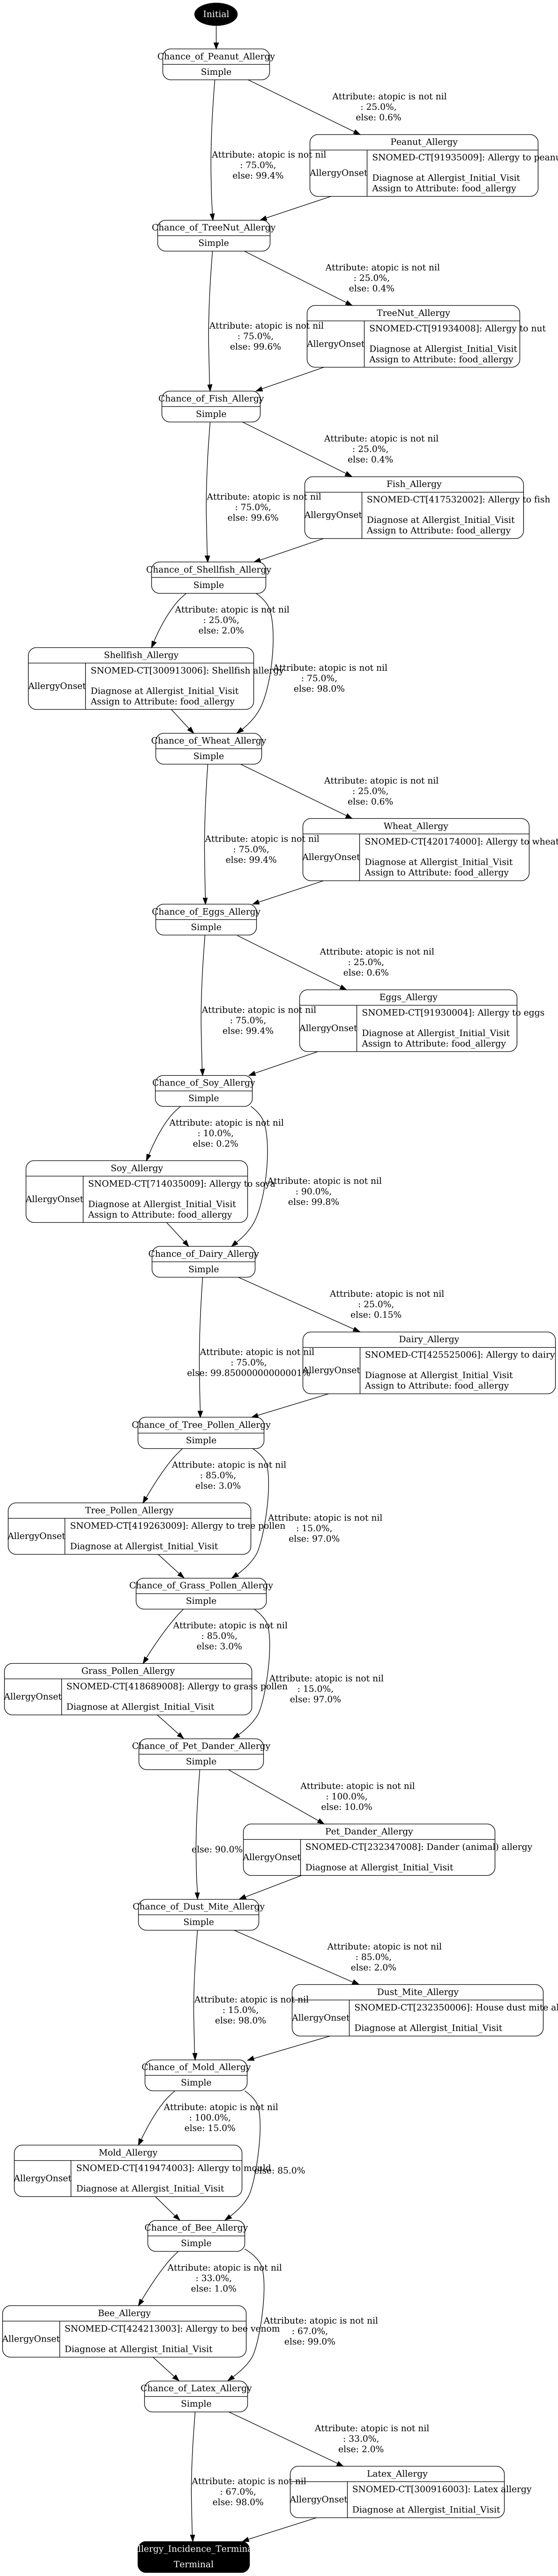 Initial
Chance_of_Peanut_Allergy
Simple
Attribute: atopic is not nil
: 25.0%,
else: 0.6%
Attribute: atopic is not nil
: 75.0%,
else: 99.4%
Peanut_Allergy
AllergyOnset
SNOMED-CT[91935009]: Allergy to peanu
Diagnose at Allergist_Initial_Visit
Assign to Attribute: food_allergy
Chance_of_TreeNut_Allergy
Simple
Attribute: atopic is not nil
: 25.0%,
else: 0.4%
Attribute: atopic is not nil
: 75.0%,
else: 99.6%
TreeNut_Allergy
AllergyOnset
SNOMED-CT[91934008]: Allergy to nut
Diagnose at Allergist_Initial_Visit
Assign to Attribute: food_allergy
Chance_of_Fish_Allergy
Simple
Attribute: atopic is not nil
: 25.0%,
else: 0.4%
Attribute: atopic is not nil
: 75.0%,
else: 99.6%
Fish_Allergy
AllergyOnset
SNOMED-CT[417532002]: Allergy to fish
Diagnose at Allergist_Initial_Visit
Assign to Attribute: food_allergy
Chance_of_Shellfish_Allergy
Simple
Attribute: atopic is not nil
: 25.0%,
else: 2.0%
Attribute: atopic is not nil
: 75.0%,
else: 98.0%
Shellfish_Allergy
AllergyOnset
SNOMED-CT[300913006]: Shellfish allergy
Diagnose at Allergist_Initial_Visit
Assign to Attribute: food_allergy
Chance_of_Wheat_Allergy
Simple
Attribute: atopic is not nil
: 25.0%,
else: 0.6%
Attribute: atopic is not nil
: 75.0%,
else: 99.4%
Wheat_Allergy
AllergyOnset
SNOMED-CT[420174000]: Allergy to wheat
Diagnose at Allergist_Initial_Visit
Assign to Attribute: food_allergy
Chance_of_Eggs_Allergy
Simple
Attribute: atopic is not nil
: 25.0%,
else: 0.6%
Attribute: atopic is not nil
: 75.0%,
else: 99.4%
Eggs_Allergy
AllergyOnset
SNOMED-CT[91930004]: Allergy to eggs
Diagnose at Allergist_Initial_Visit
Assign to Attribute: food_allergy
Chance_of_Soy_Allergy
Simple
Attribute: atopic is not nil
: 10.0%,
else: 0.2%
Attribute: atopic is not nil
: 90.0%,
else: 99.8%
Soy_Allergy
AllergyOnset
SNOMED-CT[714035009]: Allergy to soya
Diagnose at Allergist_Initial_Visit
Assign to Attribute: food_allergy
Chance_of_Dairy_Allergy
Simple
Attribute: atopic is not nil
: 25.0%,
else: 0.15%
Attribute: atopic is not nil
: 75.0%,
else: 99.85000000000001%
Dairy_Allergy
AllergyOnset
SNOMED-CT[425525006]: Allergy to dairy
Diagnose at Allergist_Initial_Visit
Assign to Attribute: food_allergy
Chance_of_Tree_Pollen_Allergy
Simple
Attribute: atopic is not nil
: 85.0%,
else: 3.0%
Attribute: atopic is not nil
: 15.0%,
else: 97.0%
Tree_Pollen_Allergy
AllergyOnset
SNOMED-CT[419263009]: Allergy to tree pollen
Diagnose at Allergist_Initial_Visit
Chance_of_Grass_Pollen_Allergy
Simple
Attribute: atopic is not nil
: 85.0%,
else: 3.0%
Attribute: atopic is not nil
: 15.0%,
else: 97.0%
Grass_Pollen_Allergy
AllergyOnset
SNOMED-CT[418689008]: Allergy to grass pollen
Diagnose at Allergist_Initial_Visit
Chance_of_Pet_Dander_Allergy
Simple
Attribute: atopic is not nil
: 100.0%,
else: 10.0%
else: 90.0%
Pet_Dander_Allergy
AllergyOnset
SNOMED-CT[232347008]: Dander (animal) allergy
Diagnose at Allergist_Initial_Visit
Chance_of_Dust_Mite_Allergy
Simple
Attribute: atopic is not nil
: 85.0%,
else: 2.0%
Attribute: atopic is not nil
: 15.0%,
else: 98.0%
Dust_Mite_Allergy
AllergyOnset
SNOMED-CT[232350006]: House dust mite al
Diagnose at Allergist_Initial_Visit
Chance_of_Mold_Allergy
Simple
Attribute: atopic is not nil
: 100.0%,
else: 15.0%
else: 85.0%
Mold_Allergy
AllergyOnset
SNOMED-CT[419474003]: Allergy to mould
Diagnose at Allergist_Initial_Visit
Chance_of_Bee_Allergy
Simple
Attribute: atopic is not nil
: 33.0%,
else: 1.0%
Attribute: atopic is not nil
: 67.0%,
else: 99.0%
Bee_Allergy
AllergyOnset
SNOMED-CT[424213003]: Allergy to bee venom
Diagnose at Allergist_Initial_Visit
Chance_of_Latex_Allergy
Simple
Attribute: atopic is not nil
: 33.0%,
else: 2.0%
Attribute: atopic is not nil
: 67.0%,
else: 98.0%
Latex_Allergy
AllergyOnset
SNOMED-CT[300916003]: Latex allergy
Diagnose at Allergist_Initial_Visit
llergy_Incidence_Termina
Terminal